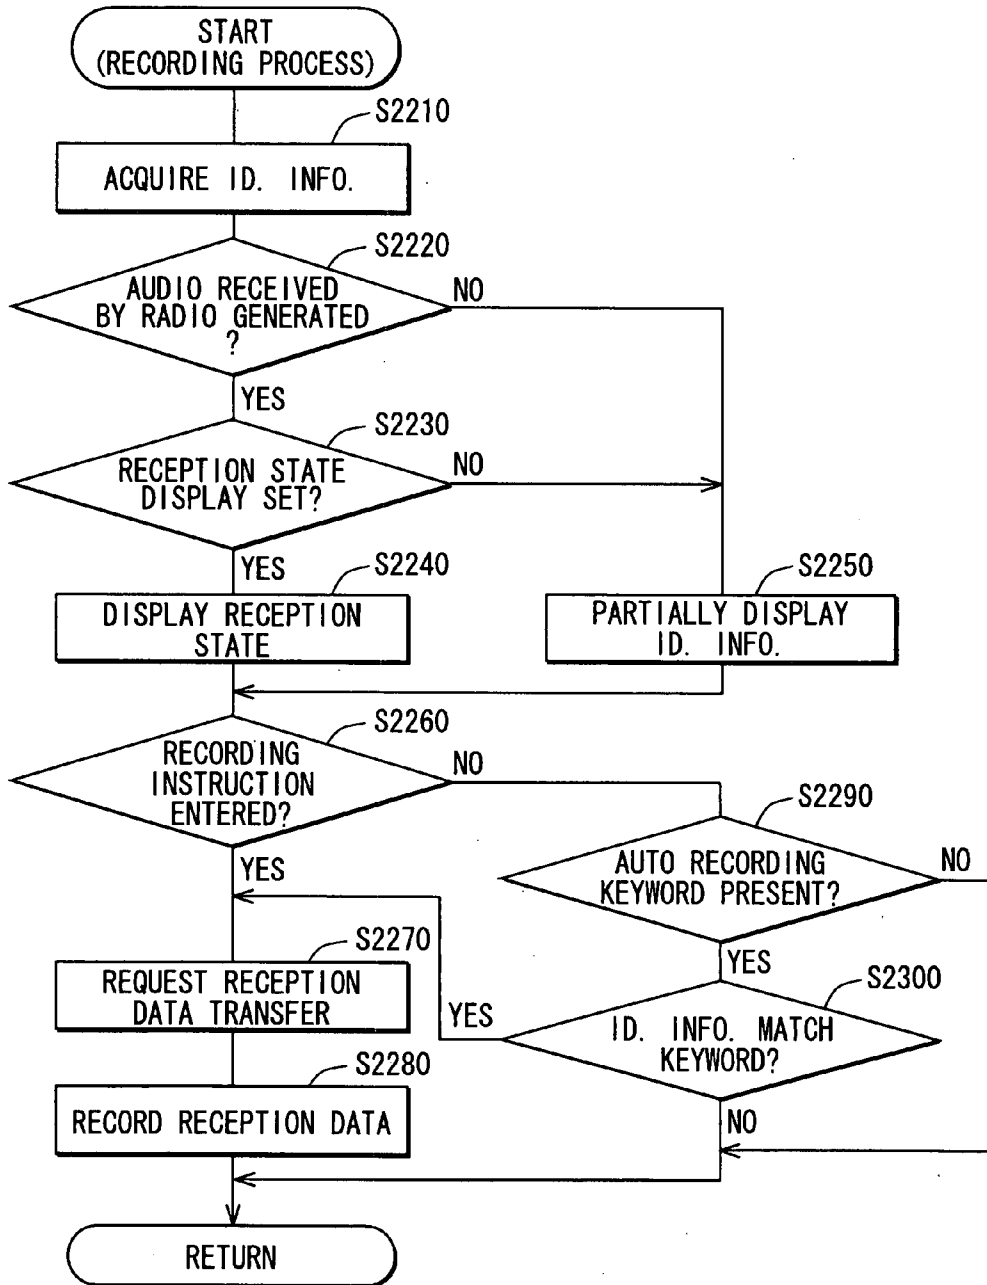 START
(RECORDING PROCESS)
S2210
ACQUIRE ID. INFO.
S2220
AUDIO RECEIVED
BY RADIO GENERATED
?
NO
YES
S2230
RECEPTION STATE
DISPLAY SET?
NO
YES
S2240
DISPLAY RECEPTION
STATE
S2250
PARTIALLY DISPLAY
ID. INFO.
S2260
RECORDING
INSTRUCTION
ENTERED?
NO
YES
S2290
AUTO RECORDING
KEYWORD PRESENT?
NO
YES
S2270
REQUEST RECEPTION
DATA TRANSFER
S2300
ID. INFO. MATCH
KEYWORD?
YES
NO
S2280
RECORD RECEPTION DATA
RETURN